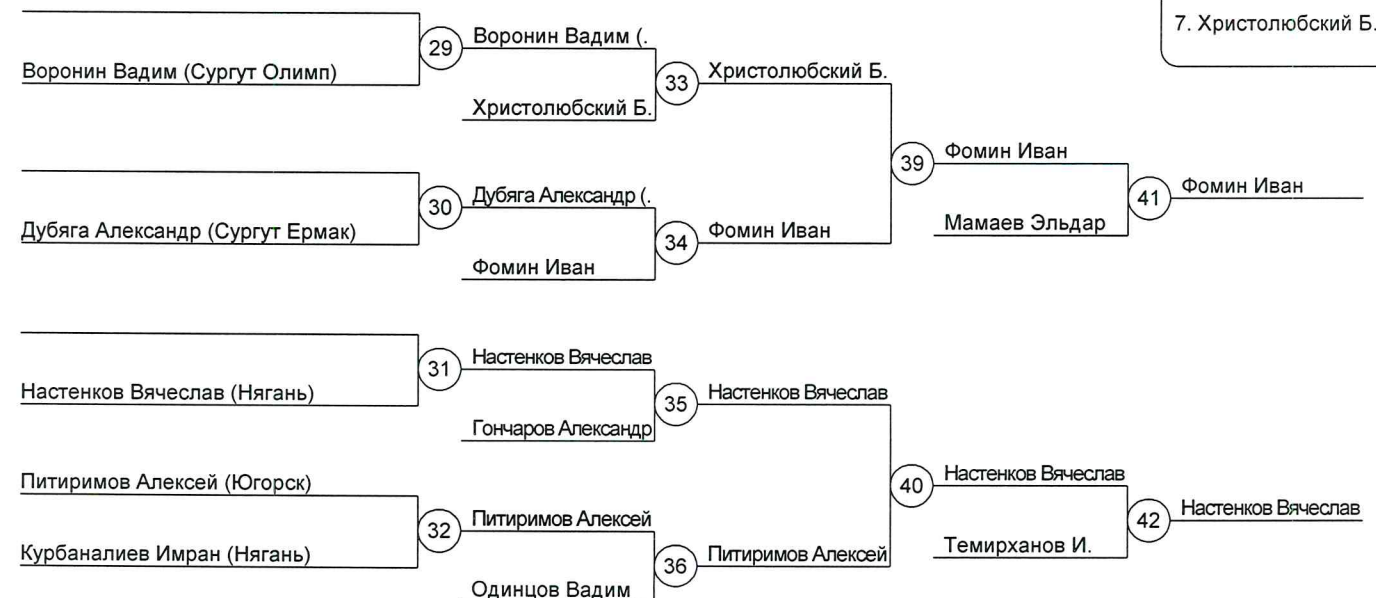 7. Христолюбский Б.
29
Воронин Вадим (.
Воронин Вадим (Сургут Олимп)
33
Христолюбский Б.
Христолюбский Б.
39
Фомин Иван
30
Дубяга Александр (.
41
Фомин Иван
Дубяга Александр (Сургут Ермак)
34
Фомин Иван
Мамаев Эльдар
Фомин Иван
31
Настенков Вячеслав
Настенков Вячеслав (Нягань)
35
Настенков Вячеслав
Гончаров Александр
Питиримов Алексей (Югорск)
40
Настенков Вячеслав
32
Питиримов Алексей
42
Настенков Вячеслав
Курбаналиев Имран (Нягань)
36
Питиримов Алексей
Темирханов И.
Одинцов Вадим